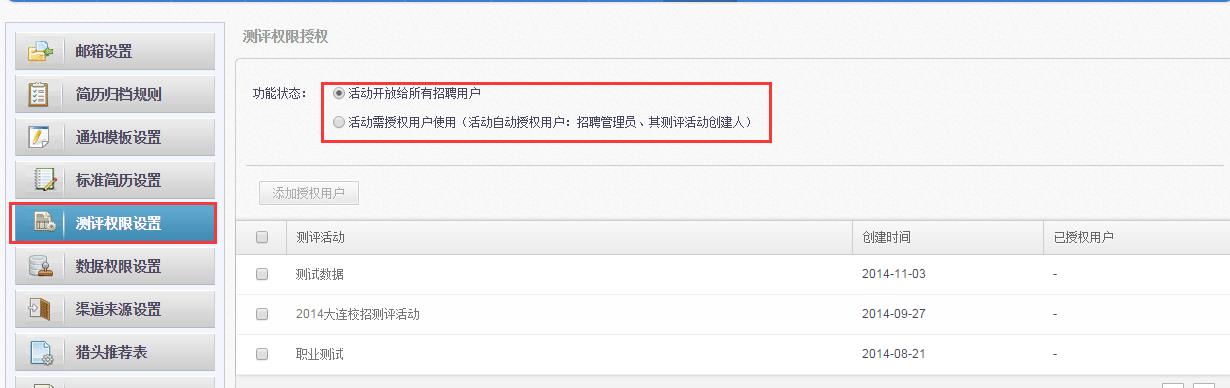 测评权限授权
邮箱设置
简历归档规则
通知模板设置
标准简历设置
测评权限设置
数据权限设置
渠道来源设置
猎头推荐表
功能状态： 活动开放给所有招聘用户
活动需授权用户使用（活动自动授权用户：招聘管理员、其测评活动创建人）
添加授权用户
测评活动 创建时间 已授权用户
测试数据 2014-11-03 -
2014大连校招测评活动 2014-09-27 -
职业测试 2014-08-21 -